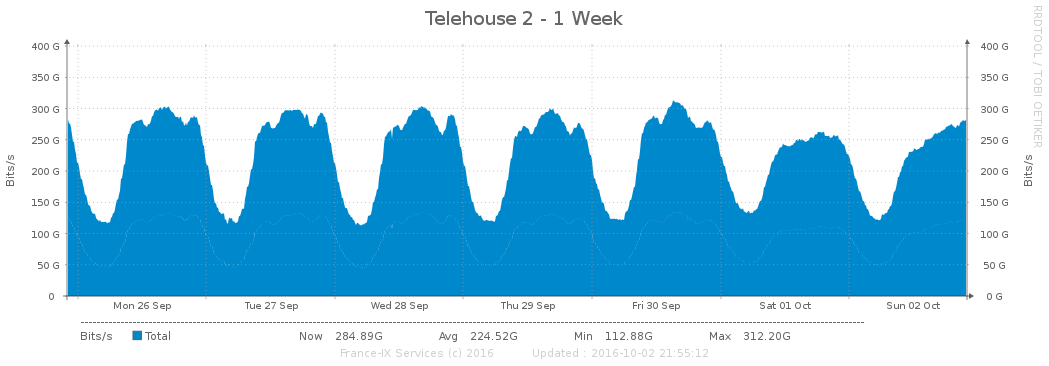 Telehouse 2 - 1 Week
RRDTOOL / TOBI OETIKER
400 G 400 G
350 G 350 G
300 G 300 G
250 G 250 G
200 G 200 G
150 G 150 G
100 G 100 G
50 G 50 G
0 0 G
Bits/s Bits/s
Mon 26 Sep Tue 27 Sep Wed 28 Sep Thu 29 Sep Fri 30 Sep Sat 01 Oct Sun 02 Oct
Bits/s Total Now 284.89G Avg 224.52G Min 112.88G Max 312.20G
France-IX Services (c) 2016 Updated : 2016-10-02 21:55:12